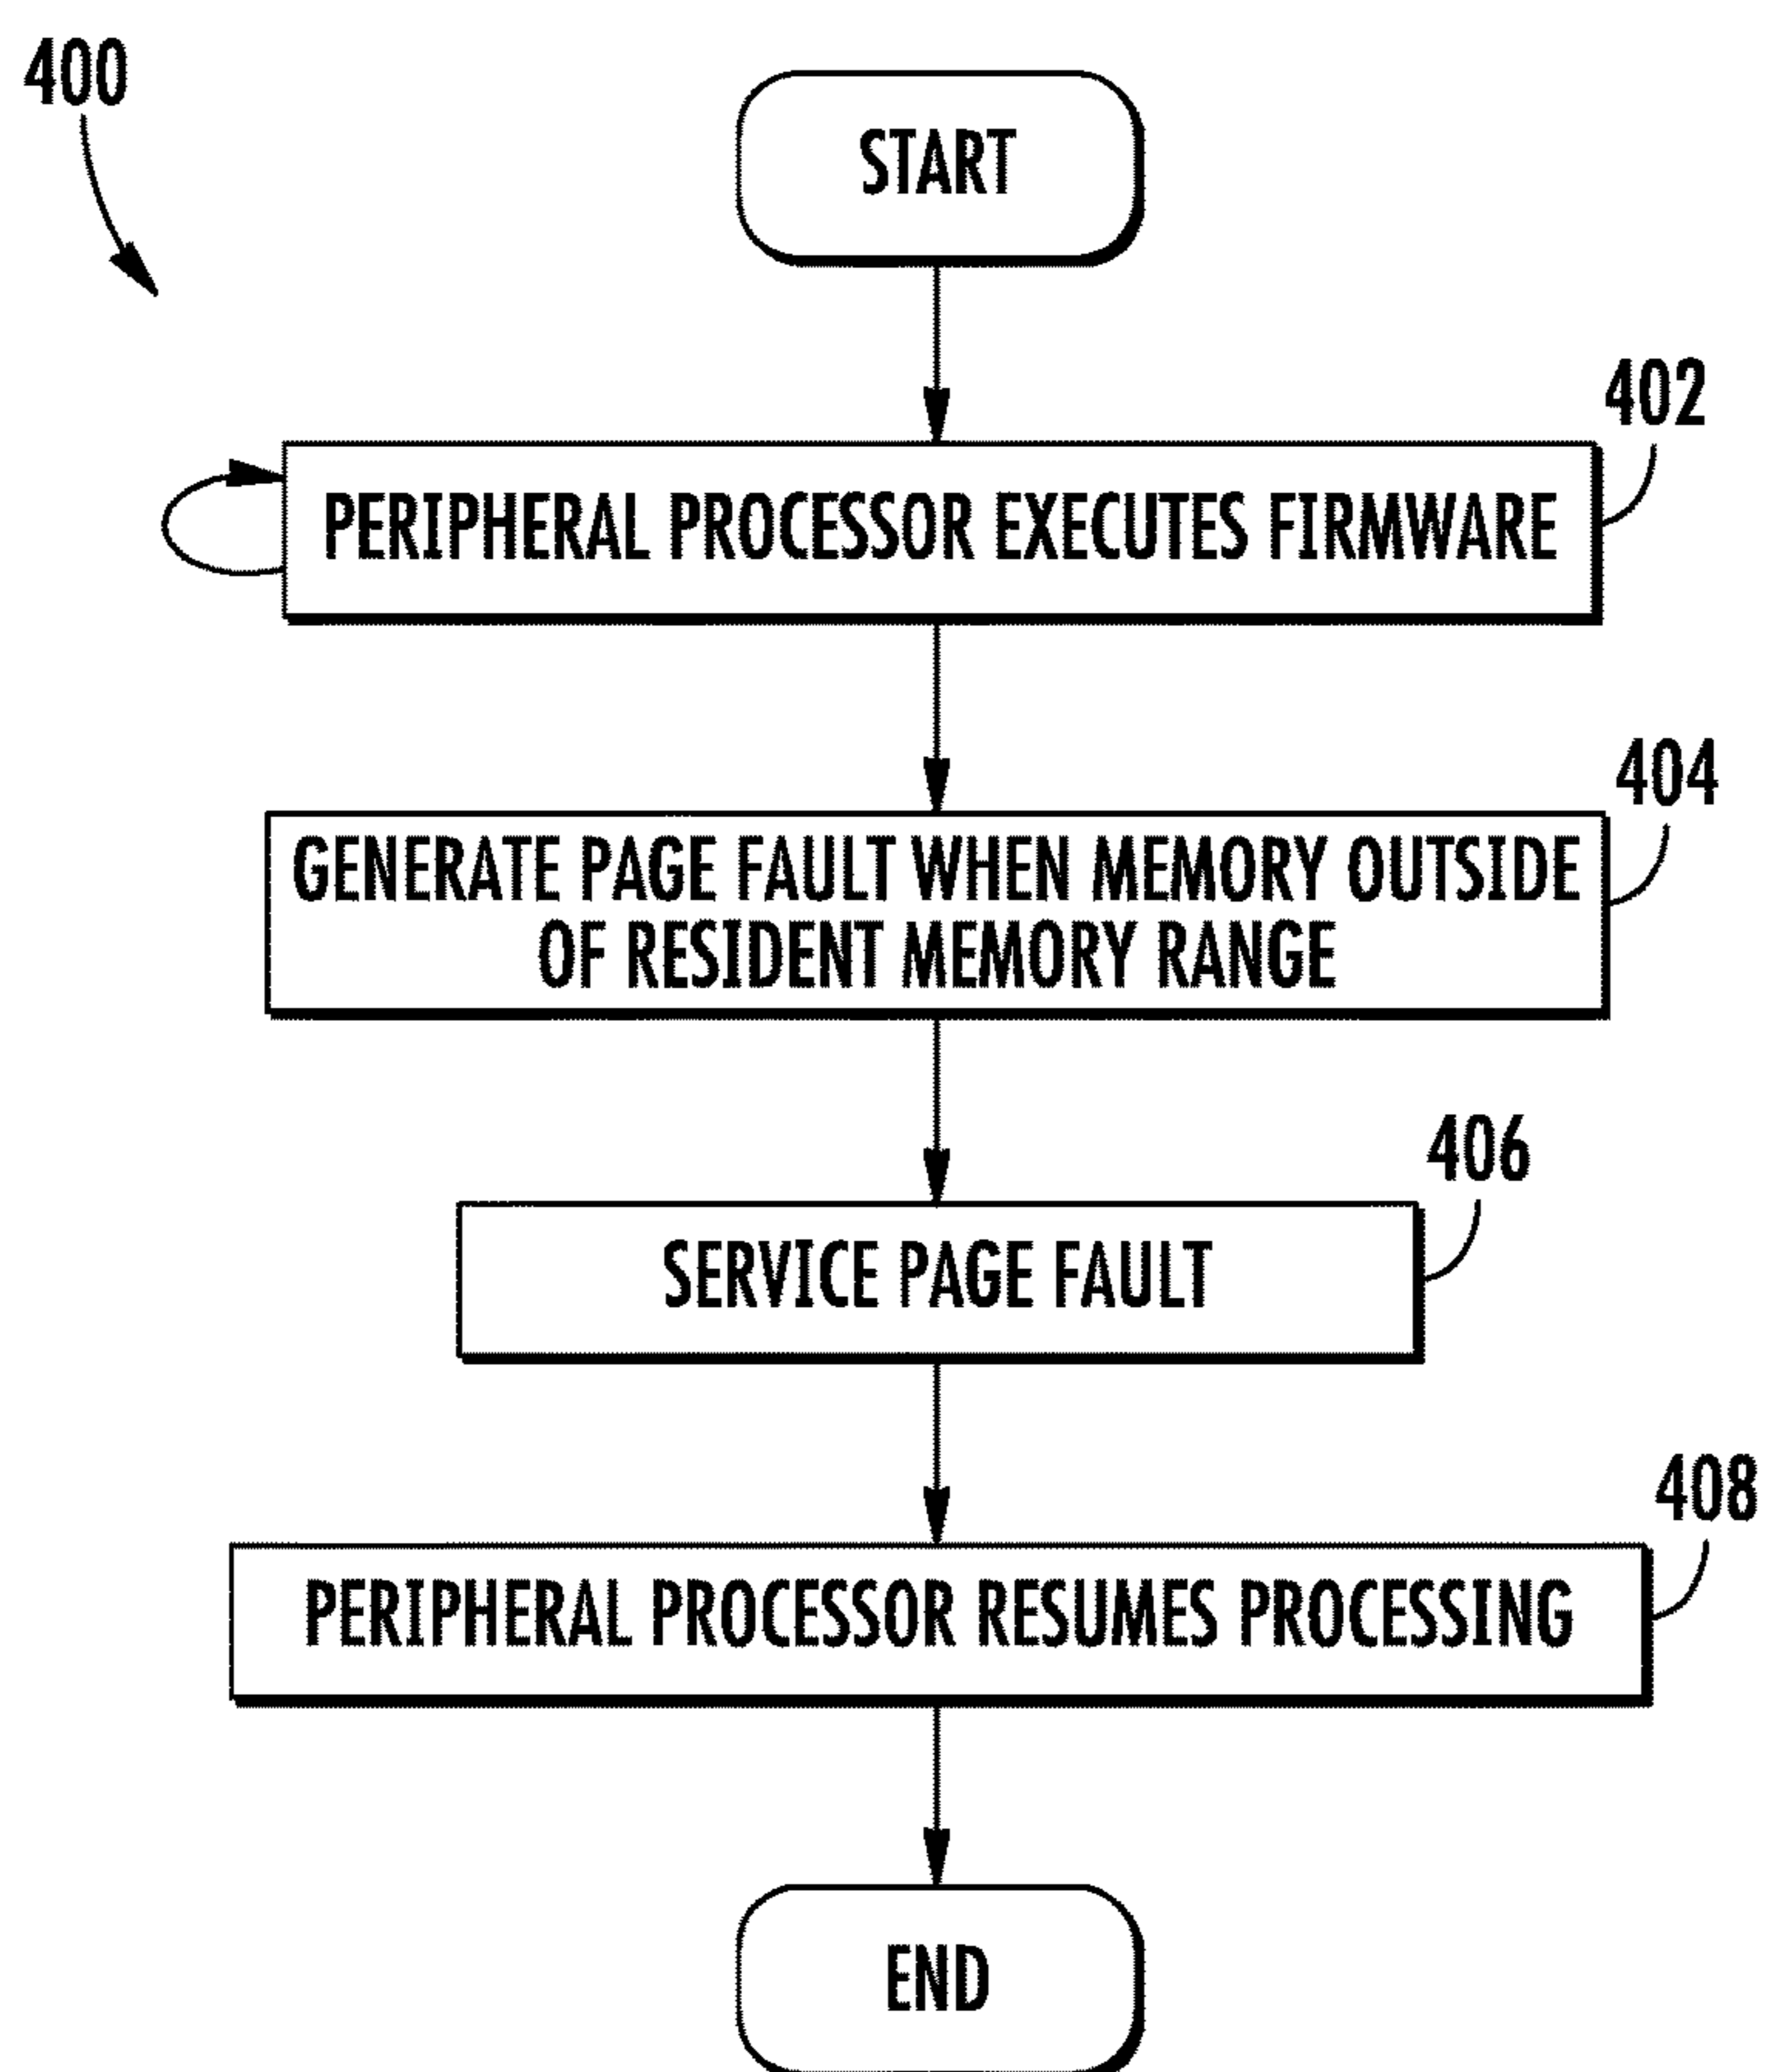 400
START
402
PERIPHERAL PROCESSOR EXECUTES FIRMWARE
404
GENERATE PAGE FAULT WHEN MEMORY OUTSIDE
OF RESIDENT MEMORY RANGE
406
SERVICE PAGE FAULT
408
PERIPHERAL PROCESSOR RESUMES PROCESSING
END